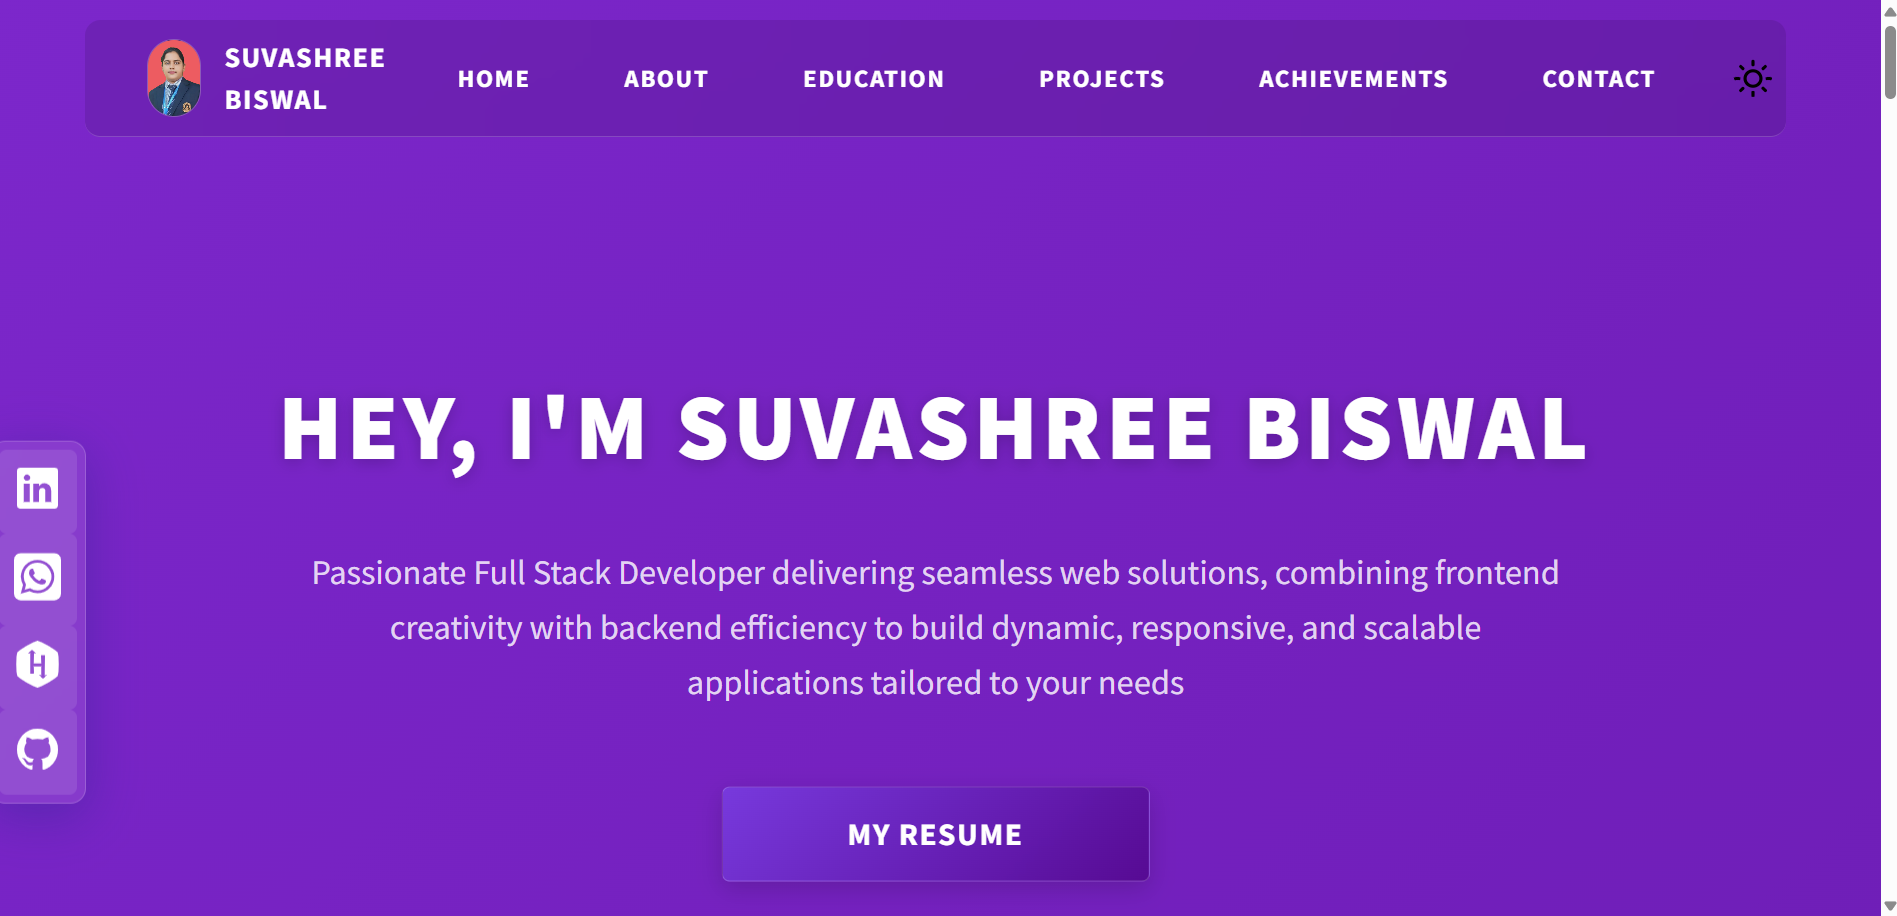 SUVASHREE
BISWAL
HOME
ABOUT
EDUCATION
PROJECTS
ACHIEVEMENTS
CONTACT
HEY, I'M SUVASHREE BISWAL
in
Passionate Full Stack Developer delivering seamless web solutions, combining frontend
creativity with backend efficiency to build dynamic, responsive, and scalable
applications tailored to your needs
H
MY RESUME